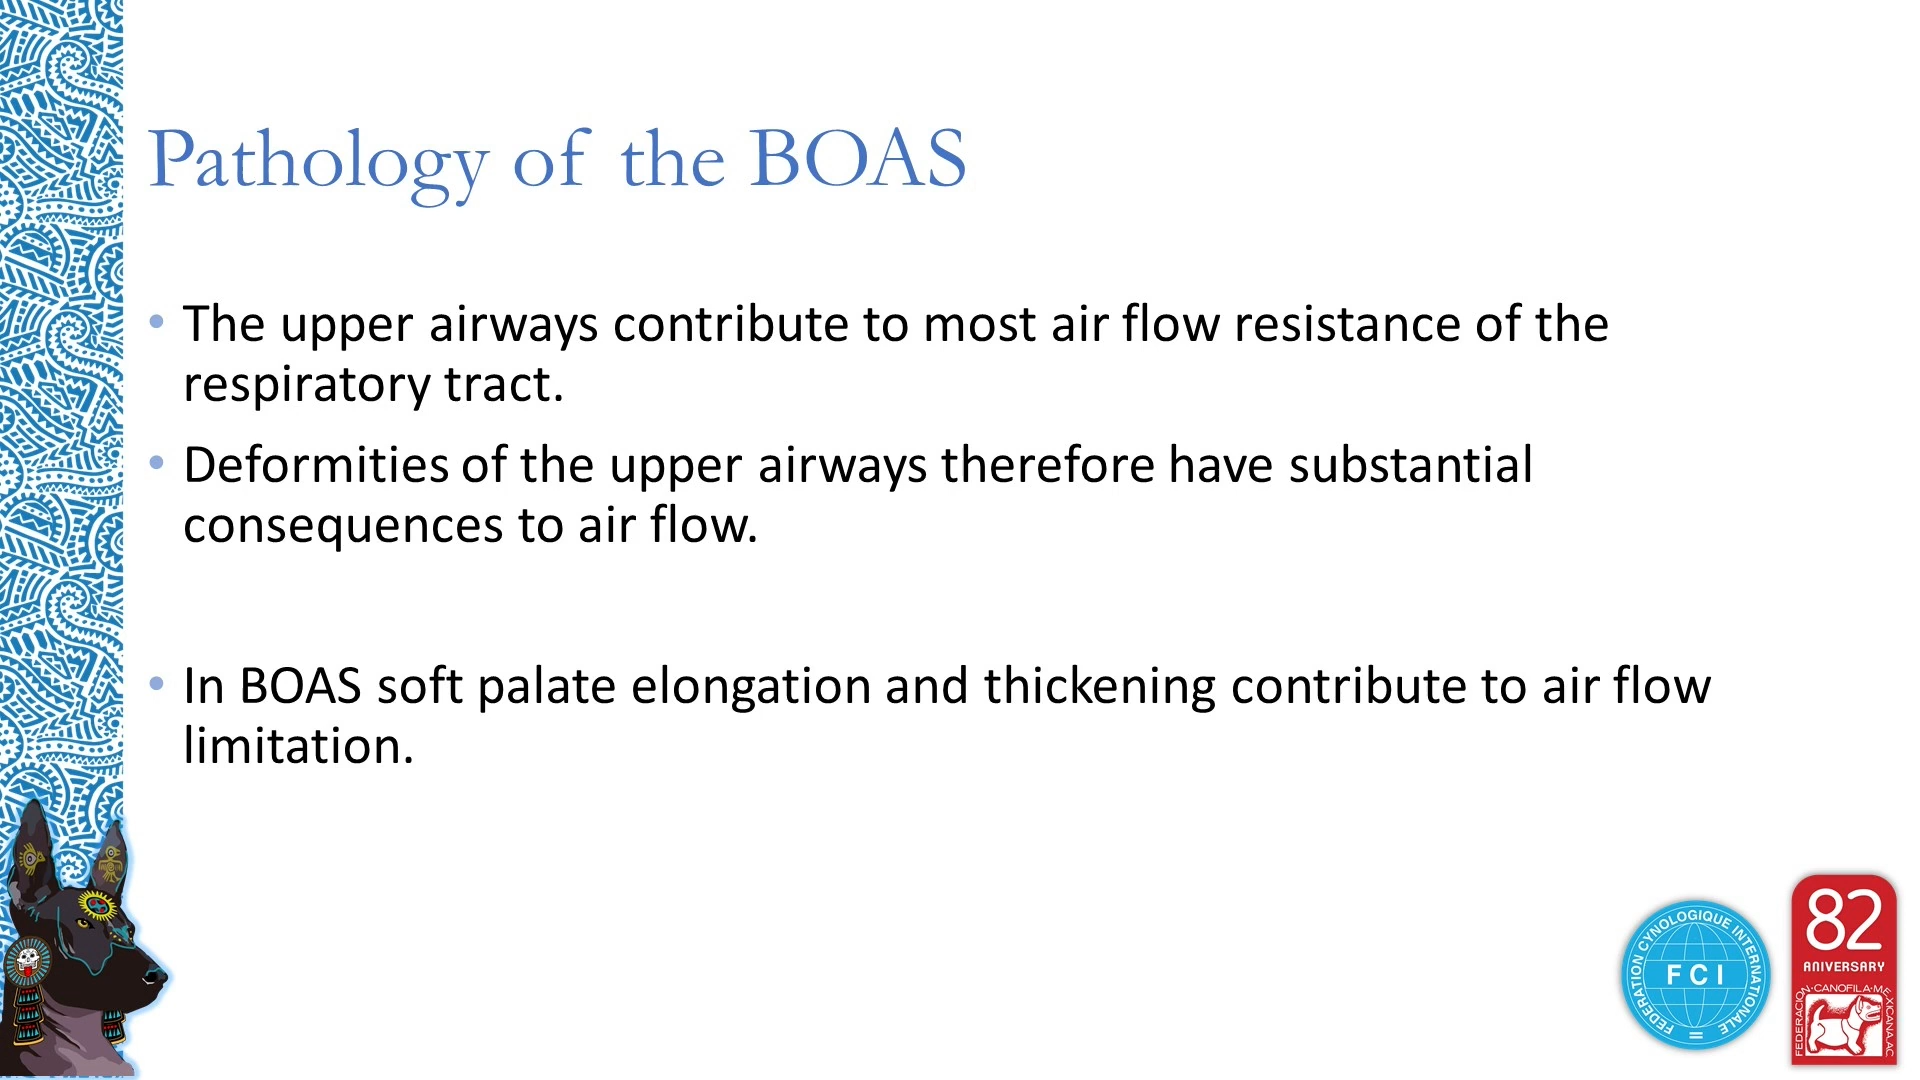 Pathology of the BOAS
• The upper airways contribute to most air flow resistance of the
respiratory tract.
• Deformities of the upper airways therefore have substantial
consequences to air flow.
• In BOAS soft palate elongation and thickening contribute to air flow
limitation.
FEDERATION CYNOLOGIQUE INTERNATIONALE
FCI
82
ANIVERSARY
FEDERACION·CANOFILA·MEXICANA,AC